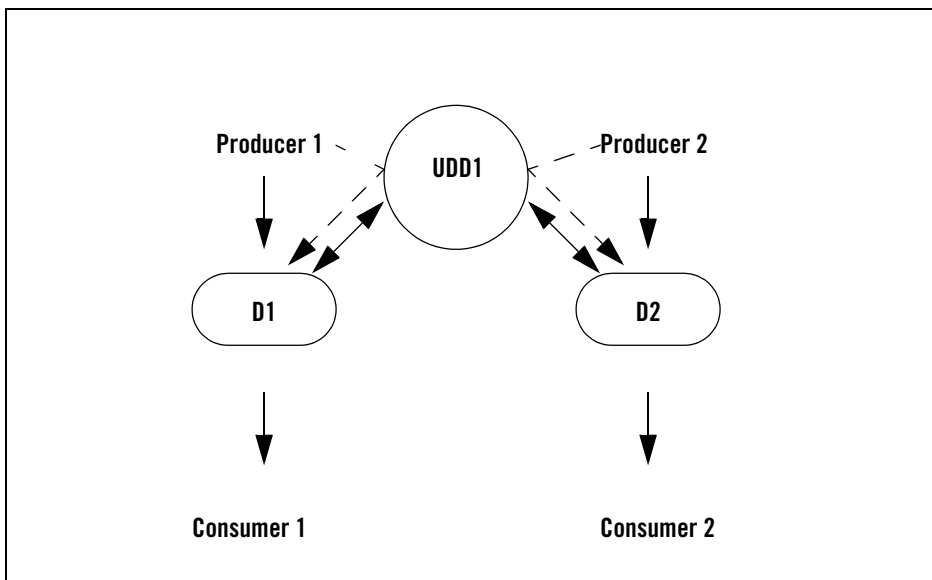 Producer 1
UDD1
Producer 2
D1
D2
Consumer 1
Consumer 2